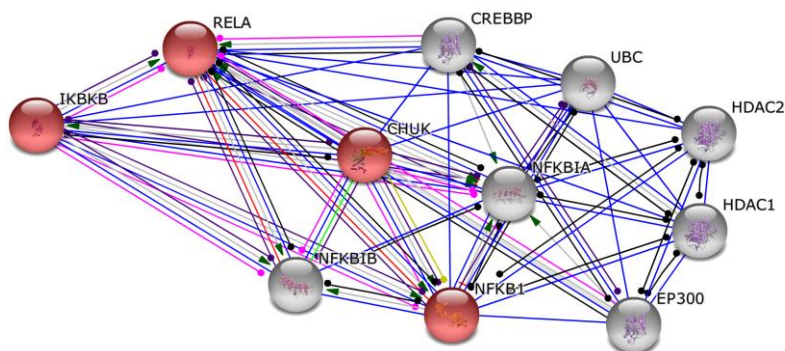 RELA
CREBBP
UBC
IKBKB
HDAC2
CHUK
NFKBIA
HDAC1
NFKBIB
NFKB1
EP300